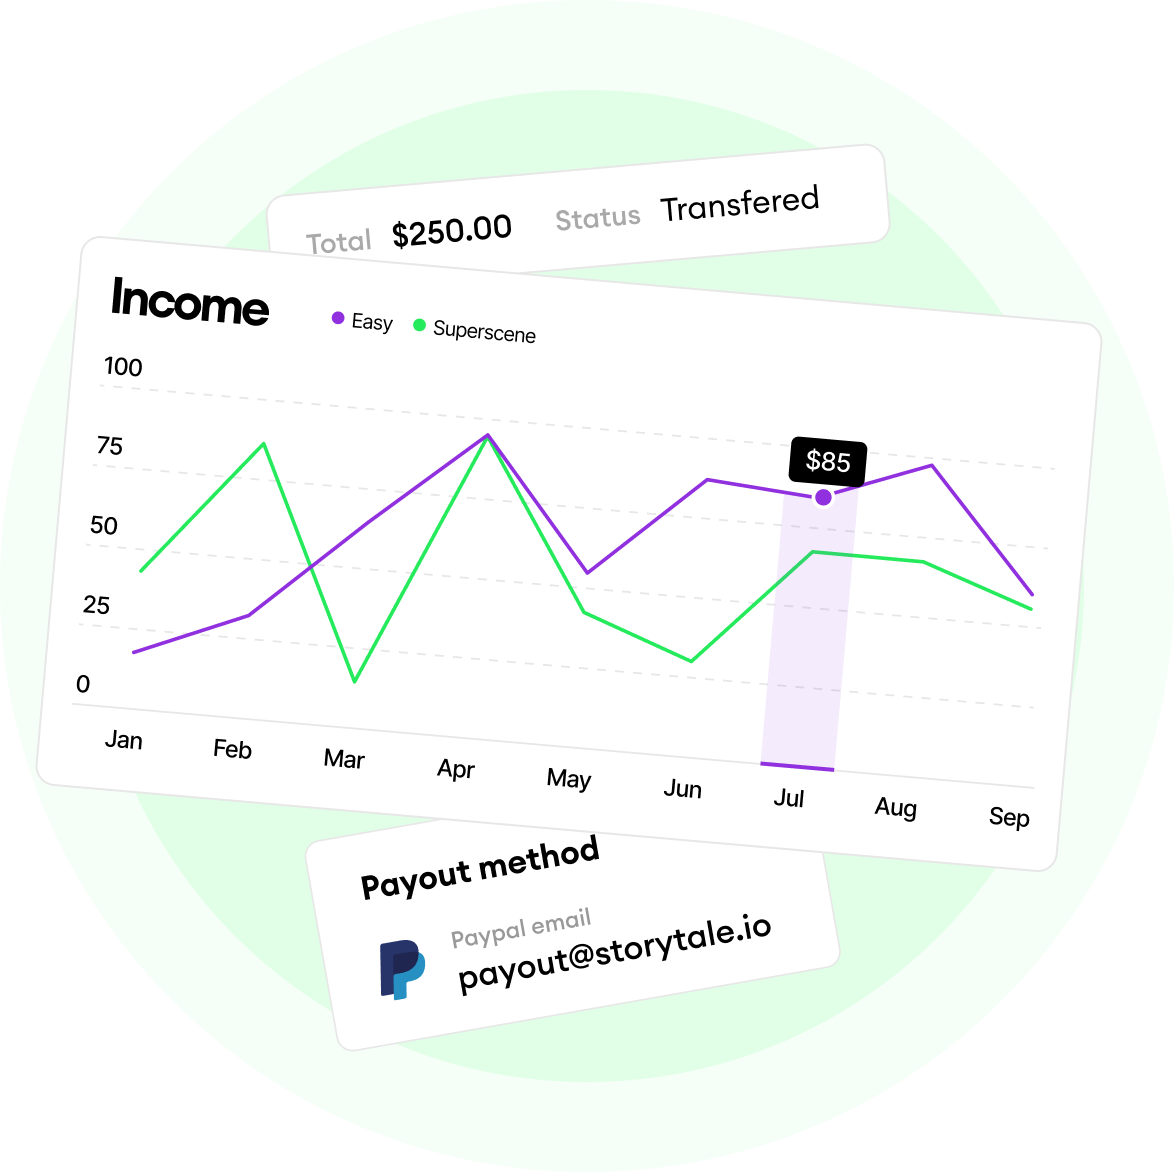 Total $250.00 Status Transfered
Income Easy Superscene
100
75
50
25
0
$85
Jan Feb Mar Apr May Jun Jul Aug Sep
Payout method
Paypal email
payout@storytale.io